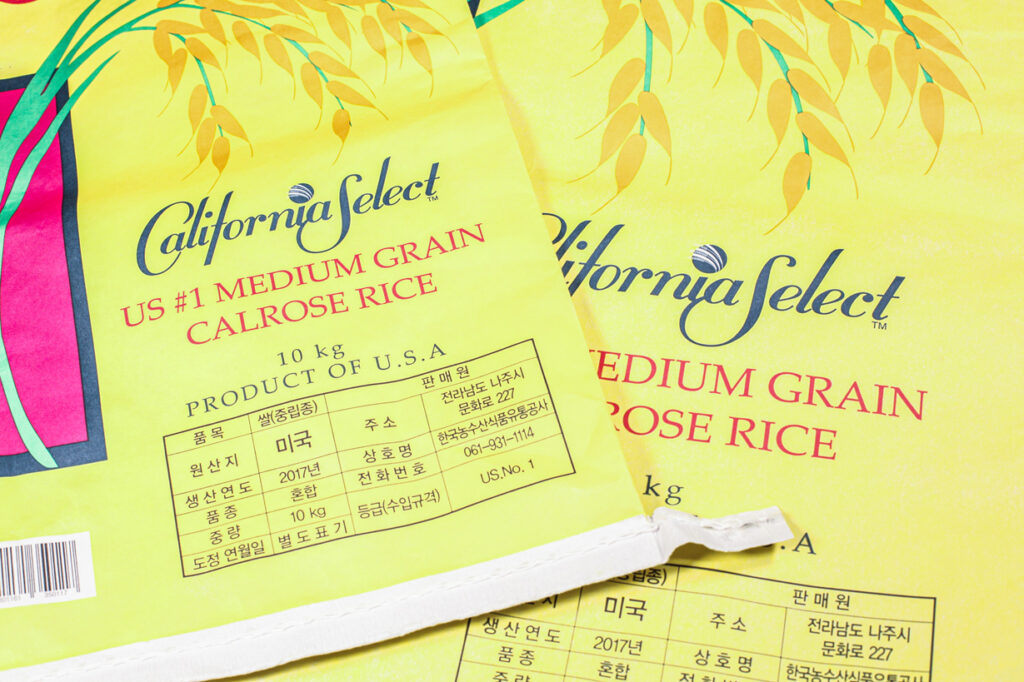 California Select™
US #1 MEDIUM GRAIN
CALROSE RICE
10 kg
PRODUCT OF U.S.A
품 목 쌀(중립종) 판 매 원
원 산 지 미국 주 소 전라남도 나주시
문화로 227
생 산 연 도 2017년 상 호 명 한국농수산식품유통공사
품 종 혼합 전 화 번 호 061-931-1114
중 량 10 kg 등급(수입규격) US.No. 1
도정 연월일 별 도 표 기
350117
Select™
MEDIUM GRAIN
ROSE RICE
kg
.A
판 매 원
미국 주 소 전라남도 나주시
문화로 227
생 산 연 도 2017년 상 호 명 한국농수산식품유통공사
품 종 혼합